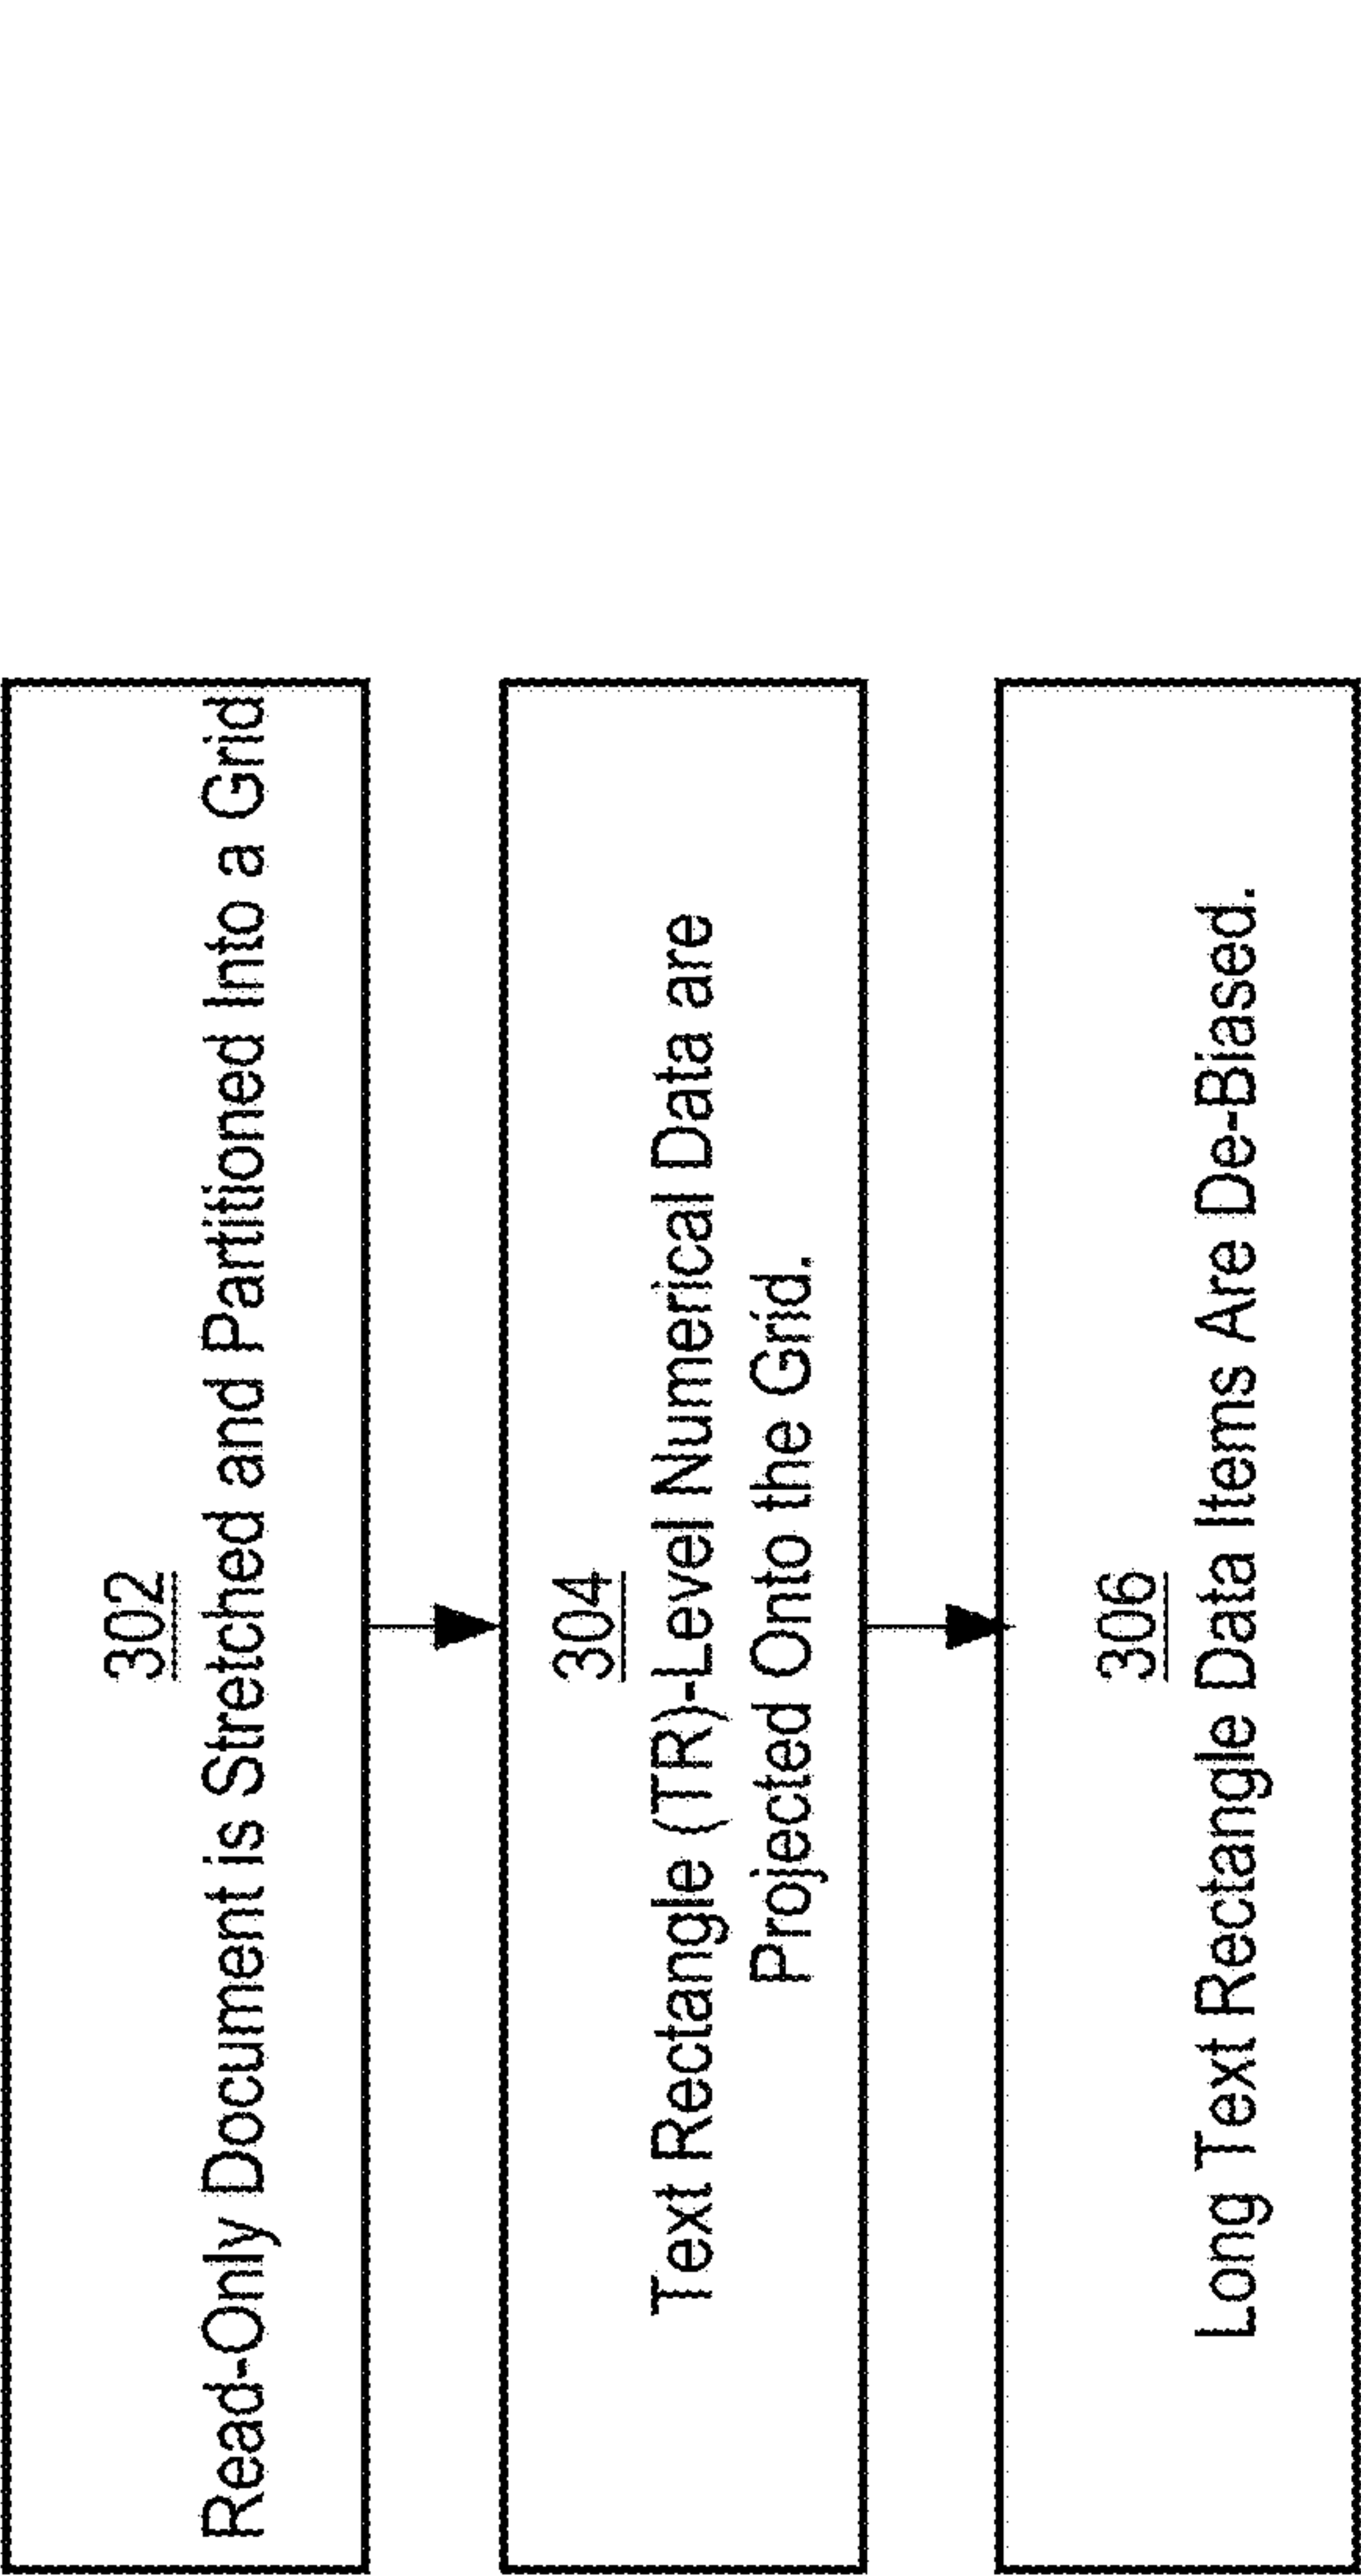 302
Read-Only Document is Stretched and Partitioned Into a Grid
304
Text Rectangle (TR)-Level Numerical Data are
Projected Onto the Grid.
306
Long Text Rectangle Data Items Are De-Biased.